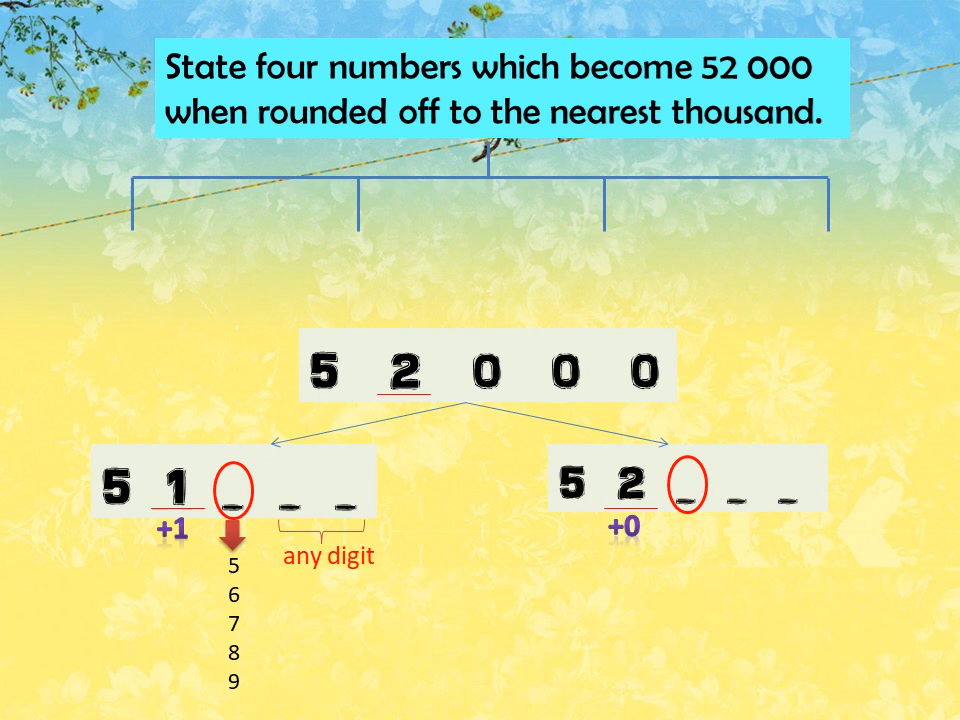 State four numbers which become 52 000
when rounded off to the nearest thousand.
5 2 0 0 0
5 1 _ _ _
5 2 _ _ _
+1
+0
any digit
5
6
7
8
9